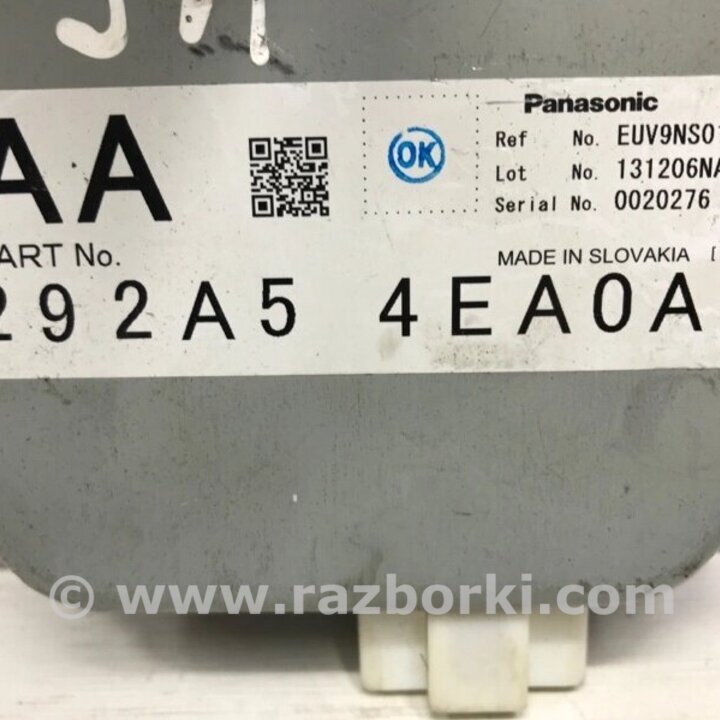 AA
OK
Panasonic
Ref No. EUV9NS0
Lot No. 131206NA
Serial No. 0020276
ART No.
MADE IN SLOVAKIA
292A5 4EA0A
© www.razborki.com